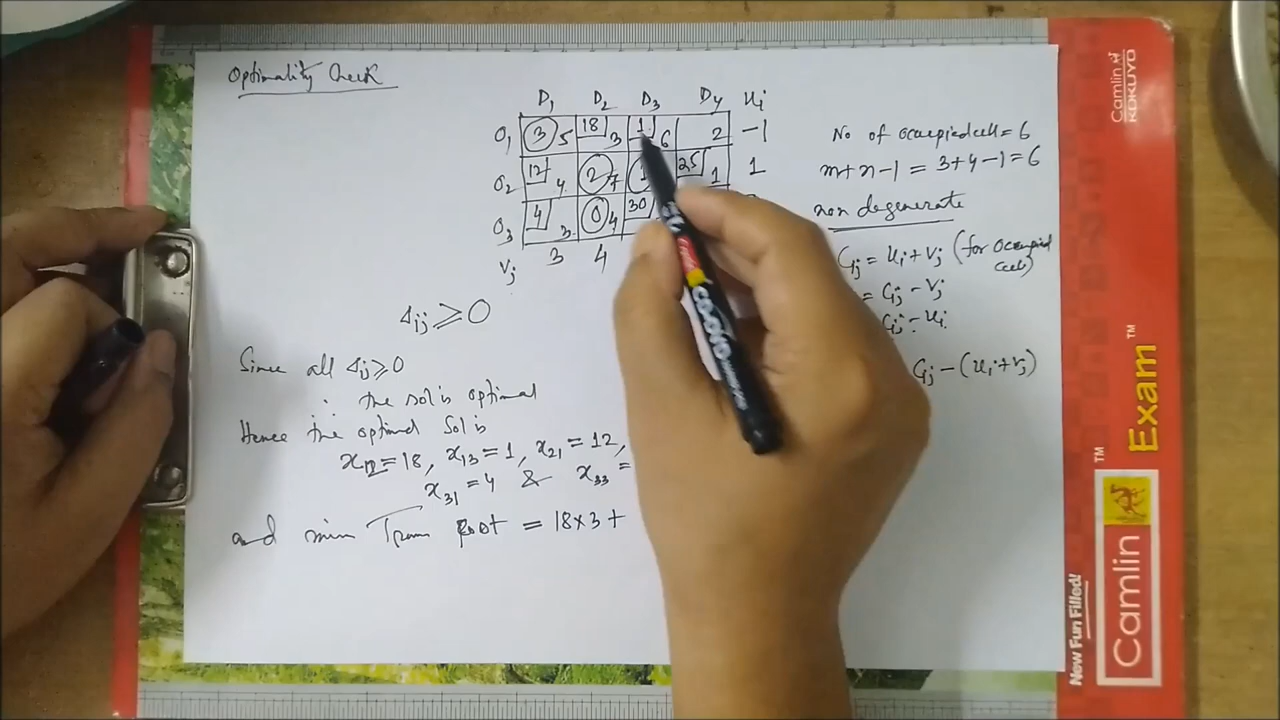 Optimality Check
D1 D2 D3 D4 ui
O1 3 5 18 3 1 6 2 -1
O2 12 4 2 7 1 25 1 1
O3 4 3 0 4 30
vj 3 4
No of occupied cell = 6
m+n-1 = 3+4-1 = 6
non degenerate
Cij = ui + vj (for occupied cell)
= Cij - vj
Cij - ui
Cij - (ui+vj)
Δij ≥ 0
Since all Δij ≥ 0
∴ the sol is optimal
Hence the optimal sol is
x12 = 18, x13 = 1, x21 = 12,
x31 = 4 & x33 =
and min Tran cost = 18×3 +
Camlin
KOKUYO
Exam™
Camlin™
New Fun Filled!